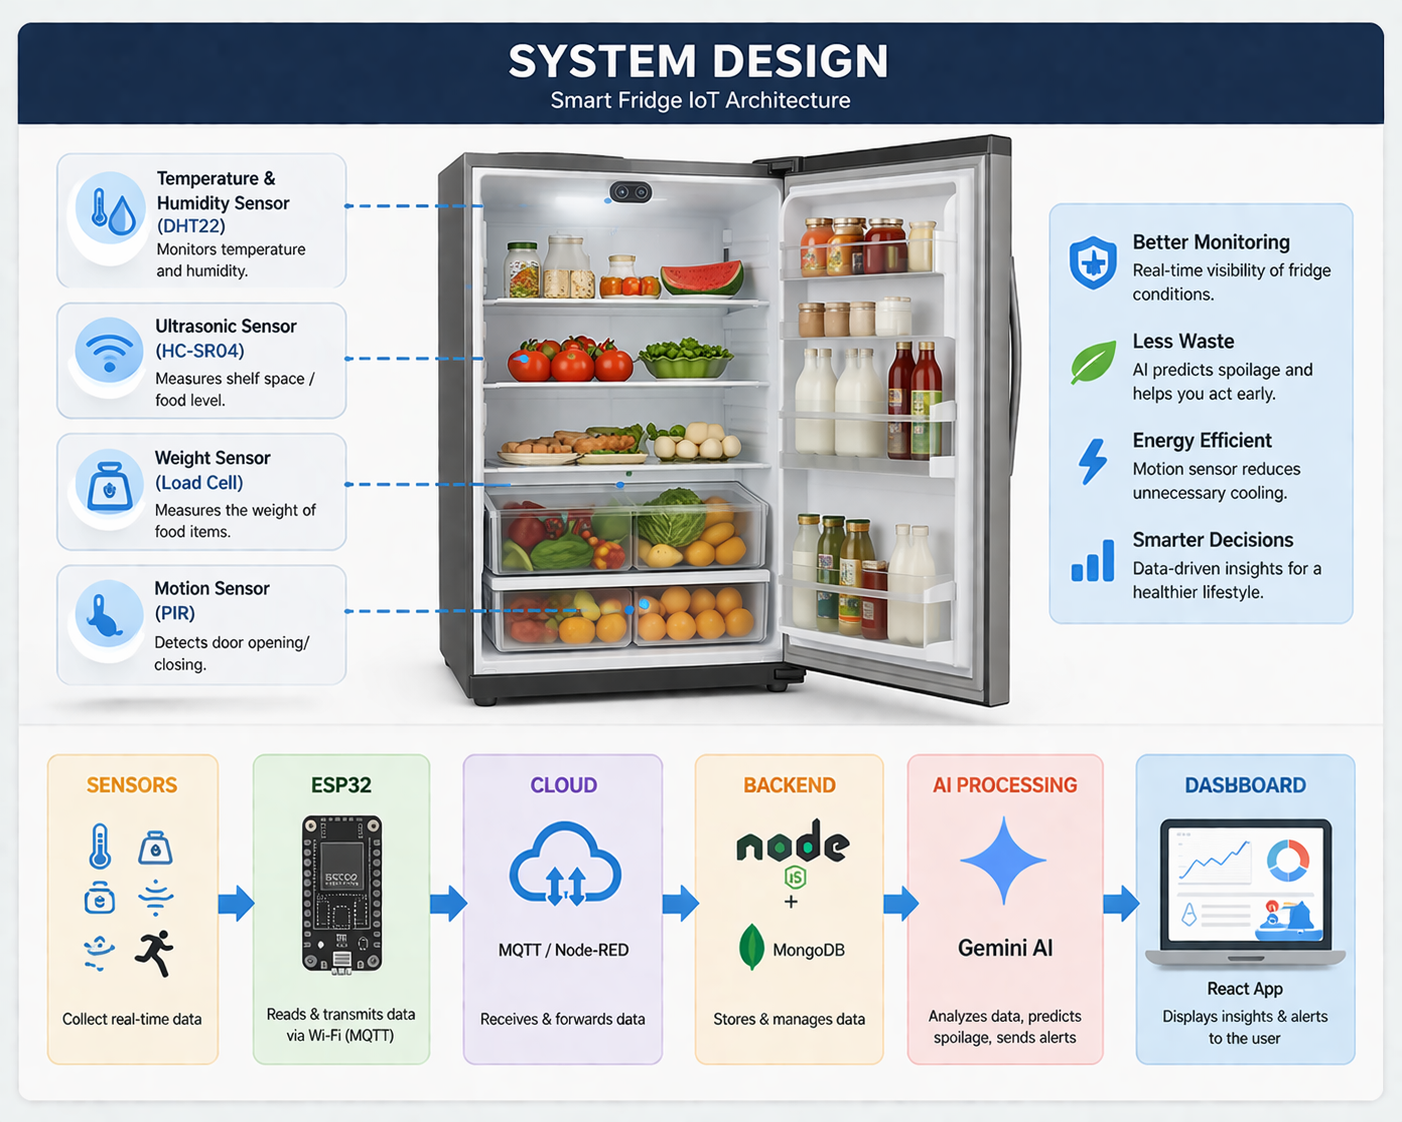 SYSTEM DESIGN
Smart Fridge IoT Architecture
Temperature &
Humidity Sensor
(DHT22)
Monitors temperature
and humidity.
Ultrasonic Sensor
(HC-SR04)
Measures shelf space /
food level.
Weight Sensor
(Load Cell)
Measures the weight of
food items.
Motion Sensor
(PIR)
Detects door opening/
closing.
Better Monitoring
Real-time visibility of fridge
conditions.
Less Waste
AI predicts spoilage and
helps you act early.
Energy Efficient
Motion sensor reduces
unnecessary cooling.
Smarter Decisions
Data-driven insights for a
healthier lifestyle.
SENSORS
Collect real-time data
ESP32
Reads & transmits data
via Wi-Fi (MQTT)
CLOUD
MQTT / Node-RED
Receives & forwards data
BACKEND
node
JS
+
MongoDB
Stores & manages data
AI PROCESSING
Gemini AI
Analyzes data, predicts
spoilage, sends alerts
DASHBOARD
React App
Displays insights & alerts
to the user